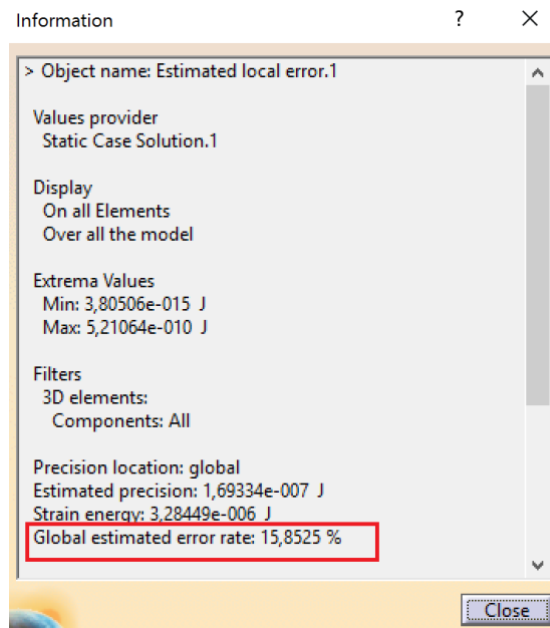 Information ? ×
> Object name: Estimated local error.1
Values provider
Static Case Solution.1
Display
On all Elements
Over all the model
Extrema Values
Min: 3,80506e-015 J
Max: 5,21064e-010 J
Filters
3D elements:
Components: All
Precision location: global
Estimated precision: 1,69334e-007 J
Strain energy: 3,28449e-006 J
Global estimated error rate: 15,8525 %
Close